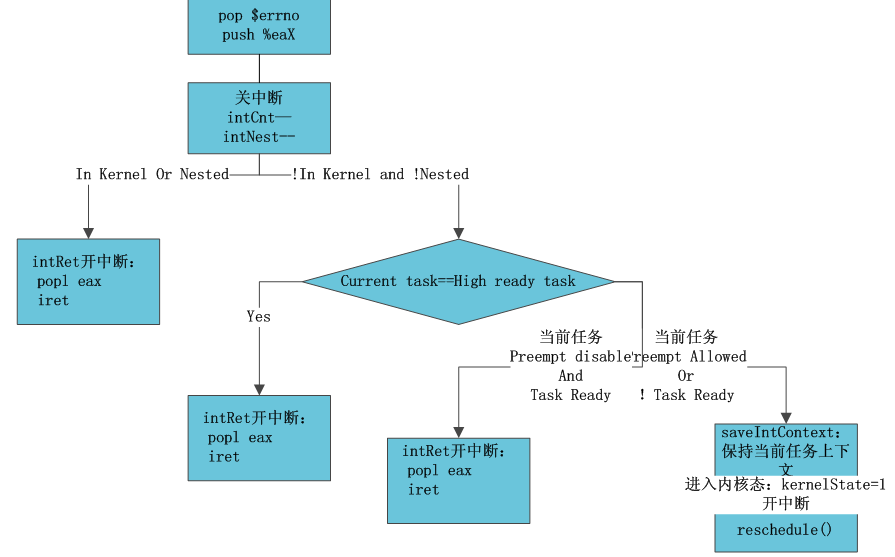 pop $errno
push %eaX
关中断
intCnt—
intNest--
In Kernel Or Nested
!In Kernel and !Nested
intRet开中断:
popl eax
iret
Current task==High ready task
Yes
intRet开中断:
popl eax
iret
当前任务
Preempt disable
And
Task Ready
当前任务
reempt Allowed
Or
! Task Ready
intRet开中断:
popl eax
iret
saveIntContext:
保持当前任务上下
文
进入内核态: kernelState=1
开中断
reschedule()